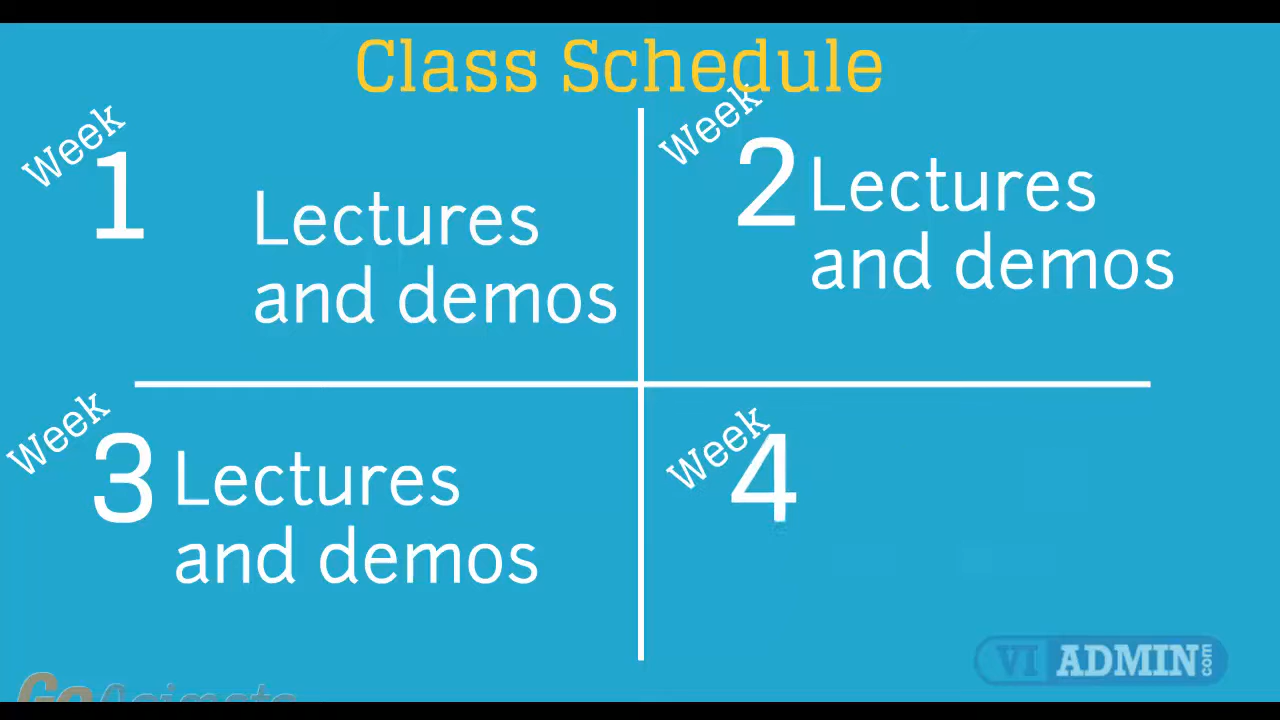 Class Schedule
Week
1
Lectures
and demos
Week
2
Lectures
and demos
Week
3
Lectures
and demos
Week
4
VI ADMIN.com